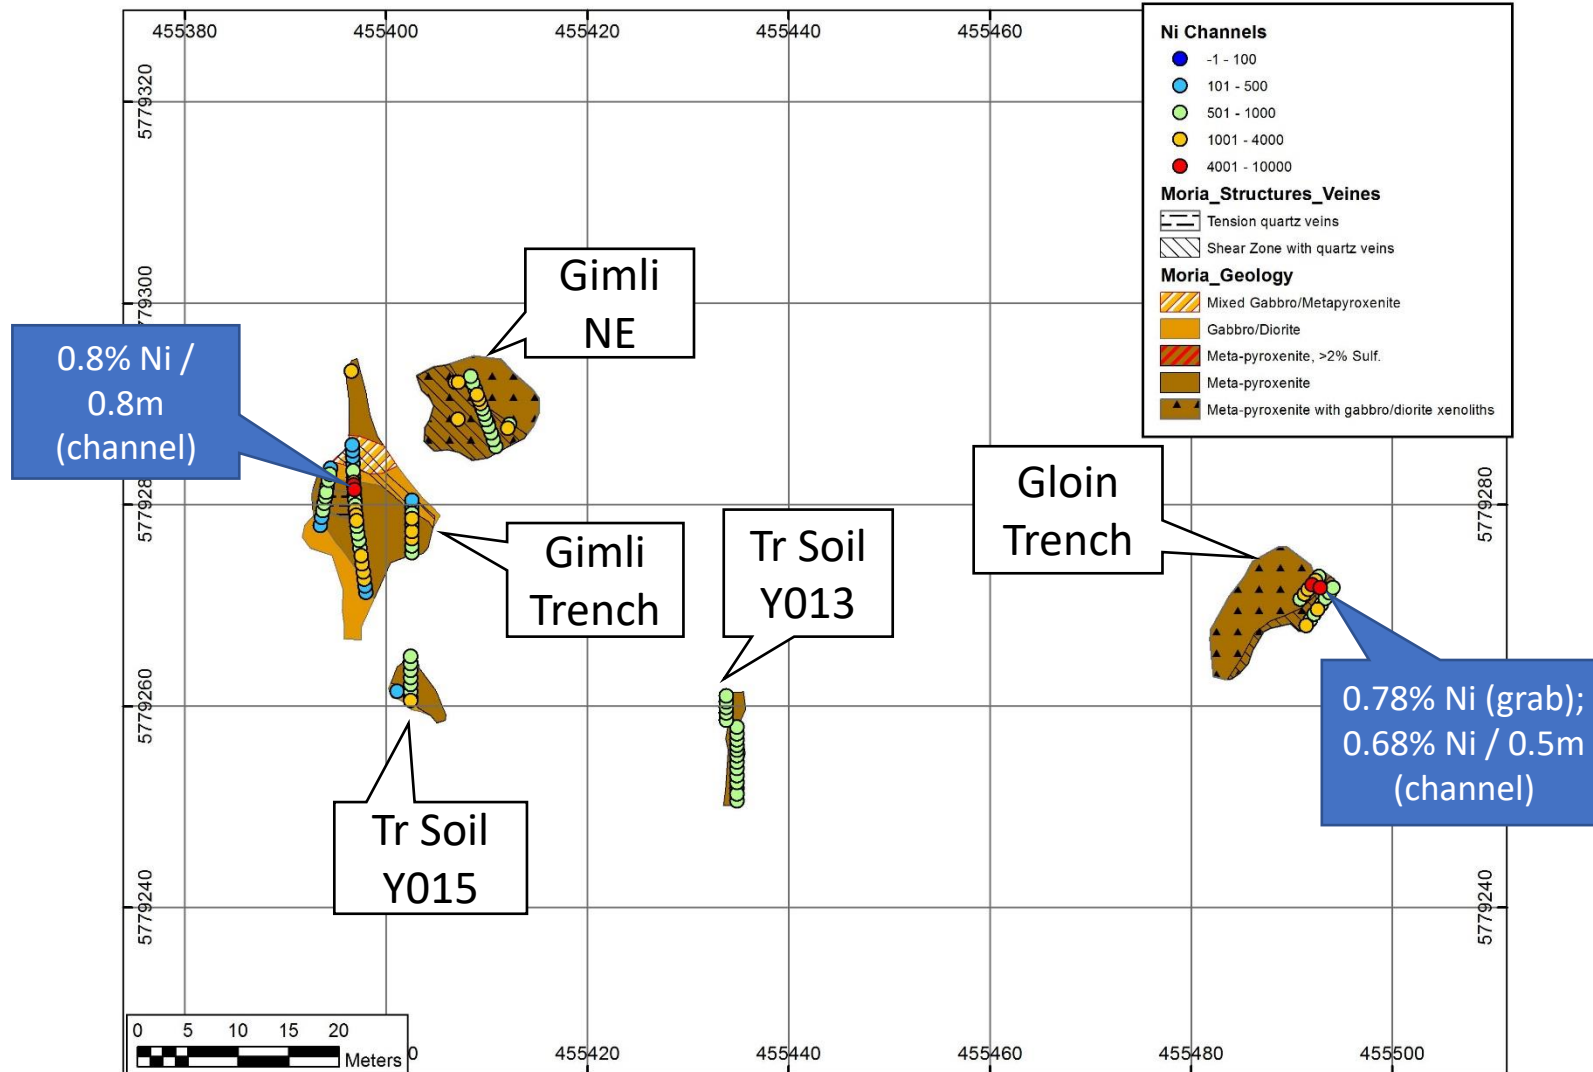 455380
455400
455420
455440
455460
Ni Channels
-1 - 100
101 - 500
501 - 1000
1001 - 4000
4001 - 10000
Moria_Structures_Veines
Tension quartz veins
Shear Zone with quartz veins
Moria_Geology
Mixed Gabbro/Metapyroxenite
Gabbro/Diorite
Meta-pyroxenite, >2% Sulf.
Meta-pyroxenite
Meta-pyroxenite with gabbro/diorite xenoliths
5779320
5779300
577928
5779260
5779240
5779280
5779240
Gimli
NE
0.8% Ni /
0.8m
(channel)
Gimli
Trench
Tr Soil
Y013
Gloin
Trench
Tr Soil
Y015
0.78% Ni (grab);
0.68% Ni / 0.5m
(channel)
0 5 10 15 20
Meters
0
455420
455440
455460
455480
455500